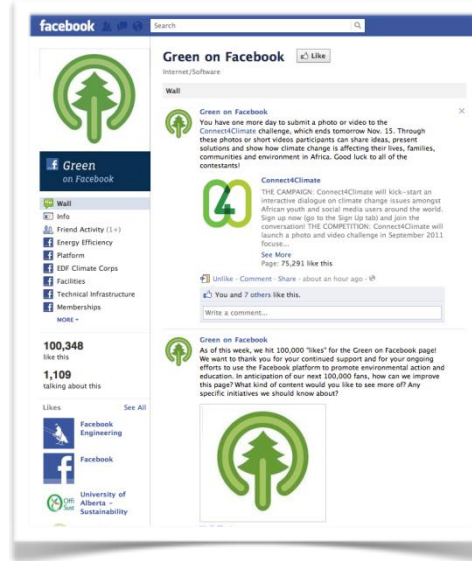 facebook
Search
Green on Facebook
Like
Internet/Software
Wall
Green
on Facebook
Wall
Info
Friend Activity (1+)
Energy Efficiency
Platform
EDF Climate Corps
Facilities
Technical Infrastructure
Memberships
MORE
100,348
like this
1,109
talking about this
Likes
See All
Facebook
Engineering
Facebook
University of
Alberta -
Sustainability
Green on Facebook
You have one more day to submit a photo or video to the
Connect4Climate challenge, which ends tomorrow Nov. 15. Through
these photos or short videos participants can share ideas, present
solutions and show how climate change is affecting their lives, families,
communities and environment in Africa. Good luck to all of the
contestants!
Connect4Climate
THE CAMPAIGN: Connect4Climate will kick-start an
interactive dialogue on climate change issues amongst
African youth and social media users around the world.
Sign up now (go to the Sign Up tab) and join the
conversation! THE COMPETITION: Connect4Climate will
launch a photo and video challenge in September 2011
focuse...
See More
Page: 75,291 like this
Unlike · Comment · Share · about an hour ago ·
You and 7 others like this.
Write a comment...
Green on Facebook
As of this week, we hit 100,000 "likes" for the Green on Facebook page!
We want to thank you for your continued support and for your ongoing
efforts to use the Facebook platform to promote environmental action and
education. In anticipation of our next 100,000 fans, how can we improve
this page? What kind of content would you like to see more of? Any
specific initiatives we should know about?